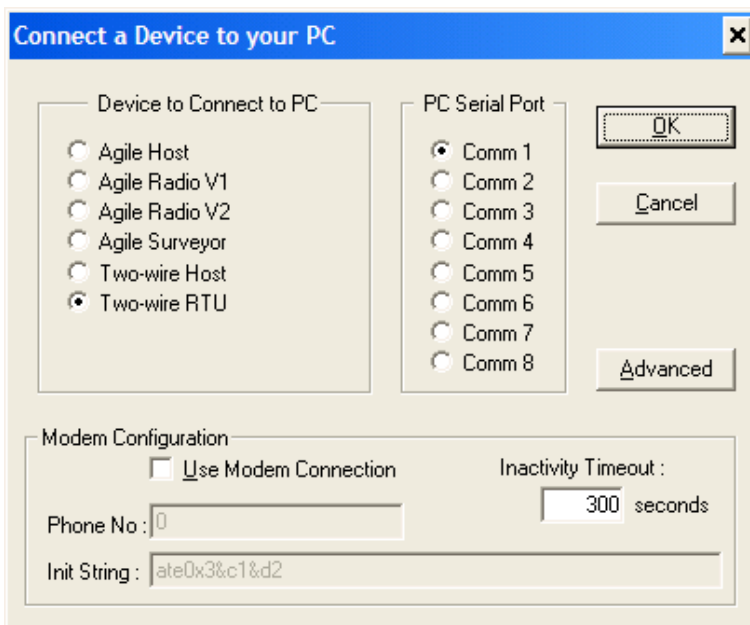 Connect a Device to your PC
Device to Connect to PC
Agile Host
Agile Radio V1
Agile Radio V2
Agile Surveyor
Two-wire Host
Two-wire RTU
PC Serial Port
Comm 1
Comm 2
Comm 3
Comm 4
Comm 5
Comm 6
Comm 7
Comm 8
OK
Cancel
Advanced
Modem Configuration
Use Modem Connection
Inactivity Timeout :
300 seconds
Phone No : 0
Init String : ate0x3&c1&d2